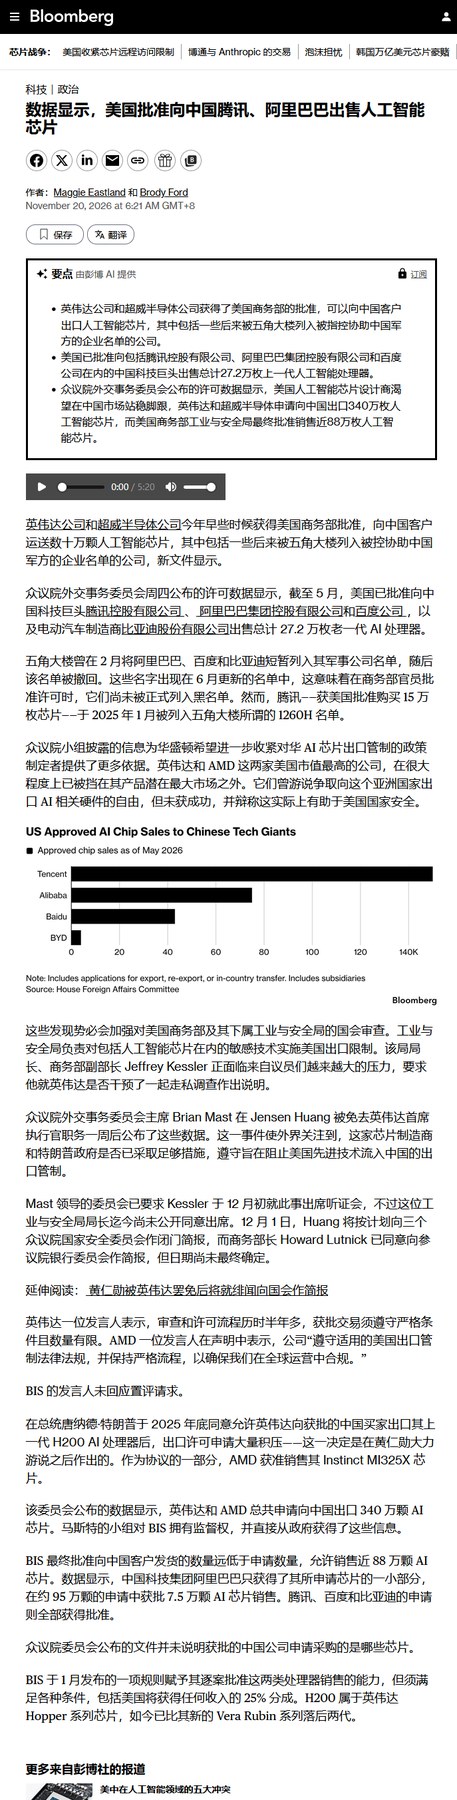 Bloomberg
芯片战争： 美国收紧芯片远程访问限制 博通与 Anthropic 的交易 泡沫担忧 韩国万亿美元芯片豪赌
科技 | 政治
数据显示，美国批准向中国腾讯、阿里巴巴出售人工智能
芯片
作者：Maggie Eastland 和 Brody Ford
November 20, 2026 at 6:21 AM GMT+8
保存 翻译
要点 由彭博 AI 提供 订阅
英伟达公司和超威半导体公司获得了美国商务部的批准，可以向中国客户
出口人工智能芯片，其中包括一些后来被五角大楼列入被指控协助中国军
方的企业名单的公司。
美国已批准向包括腾讯控股有限公司、阿里巴巴集团控股有限公司和百度
公司在内的中国科技巨头出售总计27.2万枚上一代人工智能处理器。
众议院外交事务委员会公布的许可数据显示，美国人工智能芯片设计商渴
望在中国市场站稳脚跟，英伟达和超威半导体申请向中国出口340万枚人
工智能芯片，而美国商务部工业与安全局最终批准销售近88万枚人工智
能芯片。
0:00 / 5:20
英伟达公司和超威半导体公司今年早些时候获得美国商务部批准，向中国客户
运送数十万颗人工智能芯片，其中包括一些后来被五角大楼列入被控协助中国
军方的企业名单的公司，新文件显示。
众议院外交事务委员会周四公布的许可数据显示，截至 5 月，美国已批准向中
国科技巨头腾讯控股有限公司 、 阿里巴巴集团控股有限公司和百度公司 ，以
及电动汽车制造商比亚迪股份有限公司出售总计 27.2 万枚老一代 AI 处理器。
五角大楼曾在 2 月将阿里巴巴、百度和比亚迪短暂列入其军事公司名单，随后
该名单被撤回。这些名字出现在 6 月更新的名单中，这意味着在商务部官员批
准许可时，它们尚未被正式列入黑名单。然而，腾讯——获美国批准购买 15 万
枚芯片——于 2025 年 1 月被列入五角大楼所谓的 1260H 名单。
众议院小组披露的信息为华盛顿希望进一步收紧对华 AI 芯片出口管制的政策
制定者提供了更多依据。英伟达和 AMD 这两家美国市值最高的公司，在很大
程度上已被挡在其产品潜在最大市场之外。它们曾游说争取向这个亚洲国家出
口 AI 相关硬件的自由，但未获成功，并辩称这实际上有助于美国国家安全。
US Approved AI Chip Sales to Chinese Tech Giants
Approved chip sales as of May 2026
Tencent
Alibaba
Baidu
BYD
0 20 40 60 80 100 120 140K
Note: Includes applications for export, re-export, or in-country transfer. Includes subsidiaries
Source: House Foreign Affairs Committee
Bloomberg
这些发现势必会加强对美国商务部及其下属工业与安全局的国会审查。工业与
安全局负责对包括人工智能芯片在内的敏感技术实施美国出口限制。该局局
长、商务部副部长 Jeffrey Kessler 正面临来自议员们越来越大的压力，要求
他就英伟达是否干预了一起走私调查作出说明。
众议院外交事务委员会主席 Brian Mast 在 Jensen Huang 被免去英伟达首席
执行官职务一周后公布了这些数据。这一事件使外界关注到，这家芯片制造商
和特朗普政府是否已采取足够措施，遵守旨在阻止美国先进技术流入中国的出
口管制。
Mast 领导的委员会已要求 Kessler 于 12 月初就此事出席听证会，不过这位工
业与安全局局长迄今尚未公开同意出席。12 月 1 日，Huang 将按计划向三个
众议院国家安全委员会作闭门简报，而商务部长 Howard Lutnick 已同意向参
议院银行委员会作简报，但日期尚未最终确定。
延伸阅读： 黄仁勋被英伟达罢免后将就绯闻向国会作简报
英伟达一位发言人表示，审查和许可流程历时半年多，获批交易须遵守严格条
件且数量有限。AMD 一位发言人在声明中表示，公司“遵守适用的美国出口管
制法律法规，并保持严格流程，以确保我们在全球运营中合规。”
BIS 的发言人未回应置评请求。
在总统唐纳德·特朗普于 2025 年底同意允许英伟达向获批的中国买家出口其上
一代 H200 AI 处理器后，出口许可申请大量积压——这一决定是在黄仁勋大力
游说之后作出的。作为协议的一部分，AMD 获准销售其 Instinct MI325X 芯
片。
该委员会公布的数据显示，英伟达和 AMD 总共申请向中国出口 340 万颗 AI
芯片。马斯特的小组对 BIS 拥有监督权，并直接从政府获得了这些信息。
BIS 最终批准向中国客户发货的数量远低于申请数量，允许销售近 88 万颗 AI
芯片。数据显示，中国科技集团阿里巴巴只获得了其所申请芯片的一小部分，
在约 95 万颗的申请中获批 7.5 万颗 AI 芯片销售。腾讯、百度和比亚迪的申请
则全部获得批准。
众议院委员会公布的文件并未说明获批的中国公司申请采购的是哪些芯片。
BIS 于 1 月发布的一项规则赋予其逐案批准这两类处理器销售的能力，但须满
足各种条件，包括美国将获得任何收入的 25% 分成。H200 属于英伟达
Hopper 系列芯片，如今已比其新的 Vera Rubin 系列落后两代。
更多来自彭博社的报道
美中在人工智能领域的五大冲突